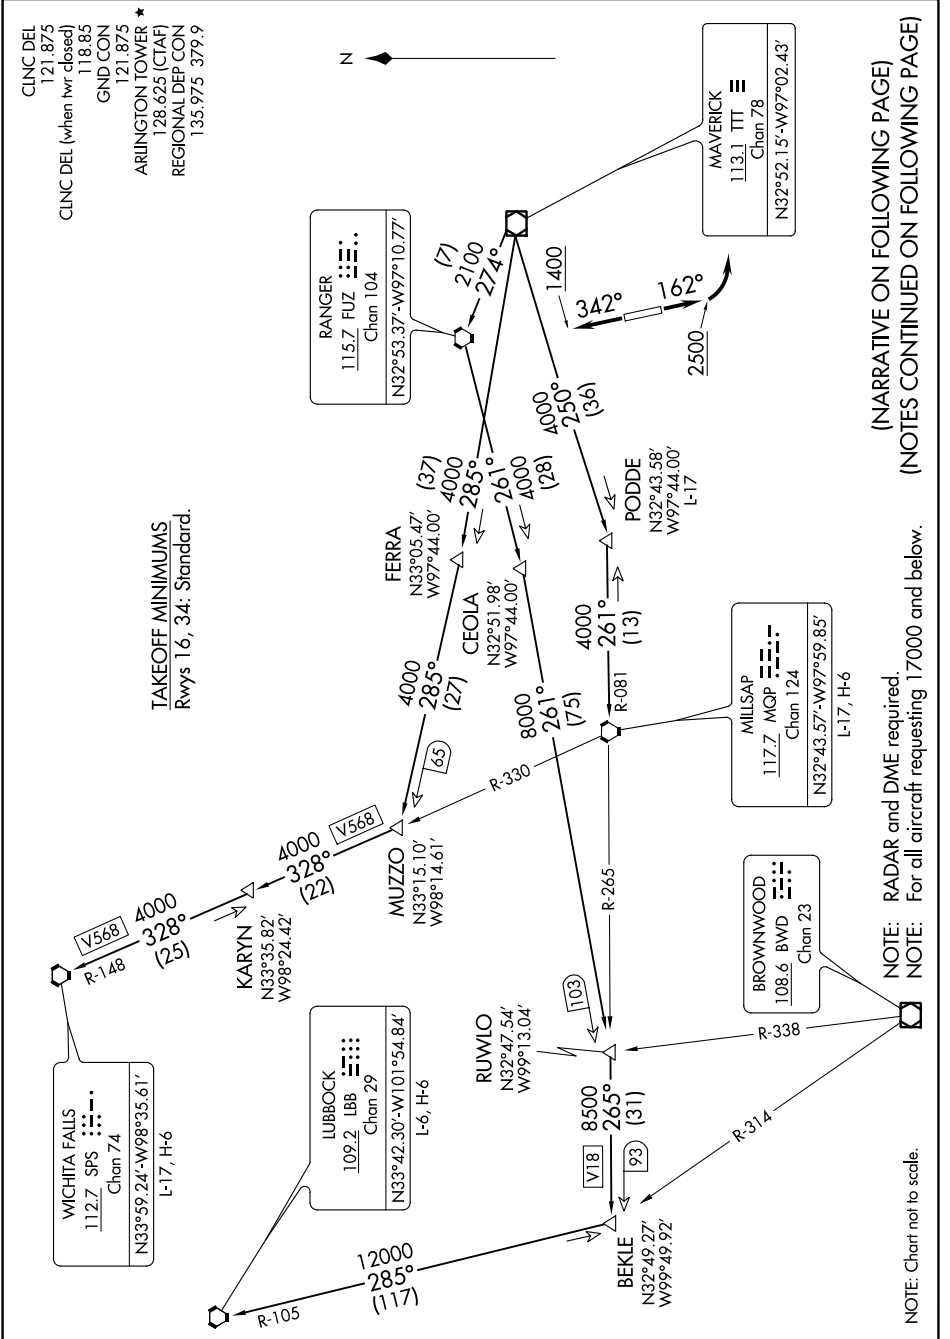 CLNC DEL
121.875
CLNC DEL (when twr closed)
118.85
GND CON
121.875
ARLINGTON TOWER ★
128.625 (CTAF)
REGIONAL DEP CON
135.975 379.9
N
TAKEOFF MINIMUMS
Rwys 16, 34: Standard.
WICHITA FALLS
112.7 SPS
Chan 74
N33°59.24'-W98°35.61'
L-17, H-6
V568
4000
328°
(25)
R-148
KARYN
N33°35.82'
W98°24.42'
4000
328°
(22)
V568
MUZZO
N33°15.10'
W98°14.61'
65
4000
285°
(27)
FERRA
N33°05.47'
W97°44.00'
(37)
4000
285°
RANGER
115.7 FUZ
Chan 104
N32°53.37'-W97°10.77'
(7)
2100
274°
LUBBOCK
109.2 LBB
Chan 29
N33°42.30'-W101°54.84'
L-6, H-6
12000
285°
(117)
R-105
RUWLO
N32°47.54'
W99°13.04'
103
CEOLA
N32°51.98'
W97°44.00'
8000
261°
(75)
261°
4000
(28)
4000
250°
(36)
PODDE
N32°43.58'
W97°44.00'
L-17
4000
261°
(13)
R-081
R-330
R-265
BEKLE
N32°49.27'
W99°49.92'
V18
8500
265°
(31)
93
R-338
R-314
BROWNWOOD
108.6 BWD
Chan 23
MILLSAP
117.7 MQP
Chan 124
N32°43.57'-W97°59.85'
L-17, H-6
1400
342°
162°
2500
MAVERICK
113.1 TTT
Chan 78
N32°52.15'-W97°02.43'
NOTE: RADAR and DME required.
NOTE: For all aircraft requesting 17000 and below.
(NARRATIVE ON FOLLOWING PAGE)
(NOTES CONTINUED ON FOLLOWING PAGE)
NOTE: Chart not to scale.